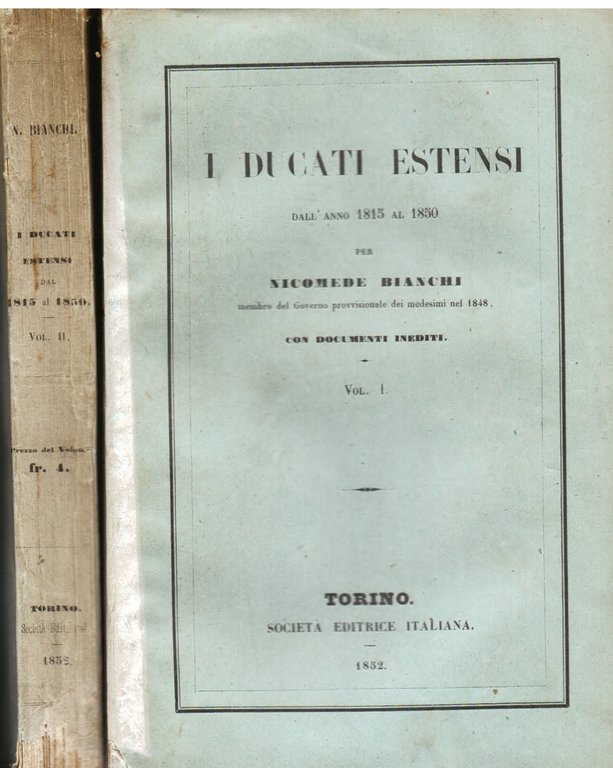 N. BIANCHI.
I DUCATI
ESTENSI
DAL
1815 al 1850.
VOL. II.
Prezzo del Volum.
fr. 4.
TORINO.
Società Edit.
1852.
I DUCATI ESTENSI
DALL'ANNO 1815 AL 1850
PER
NICOMEDE BIANCHI
membro del Governo provvisionale dei medesimi nel 1848,
CON DOCUMENTI INEDITI.
VOL. I.
TORINO.
SOCIETÀ EDITRICE ITALIANA.
1852.